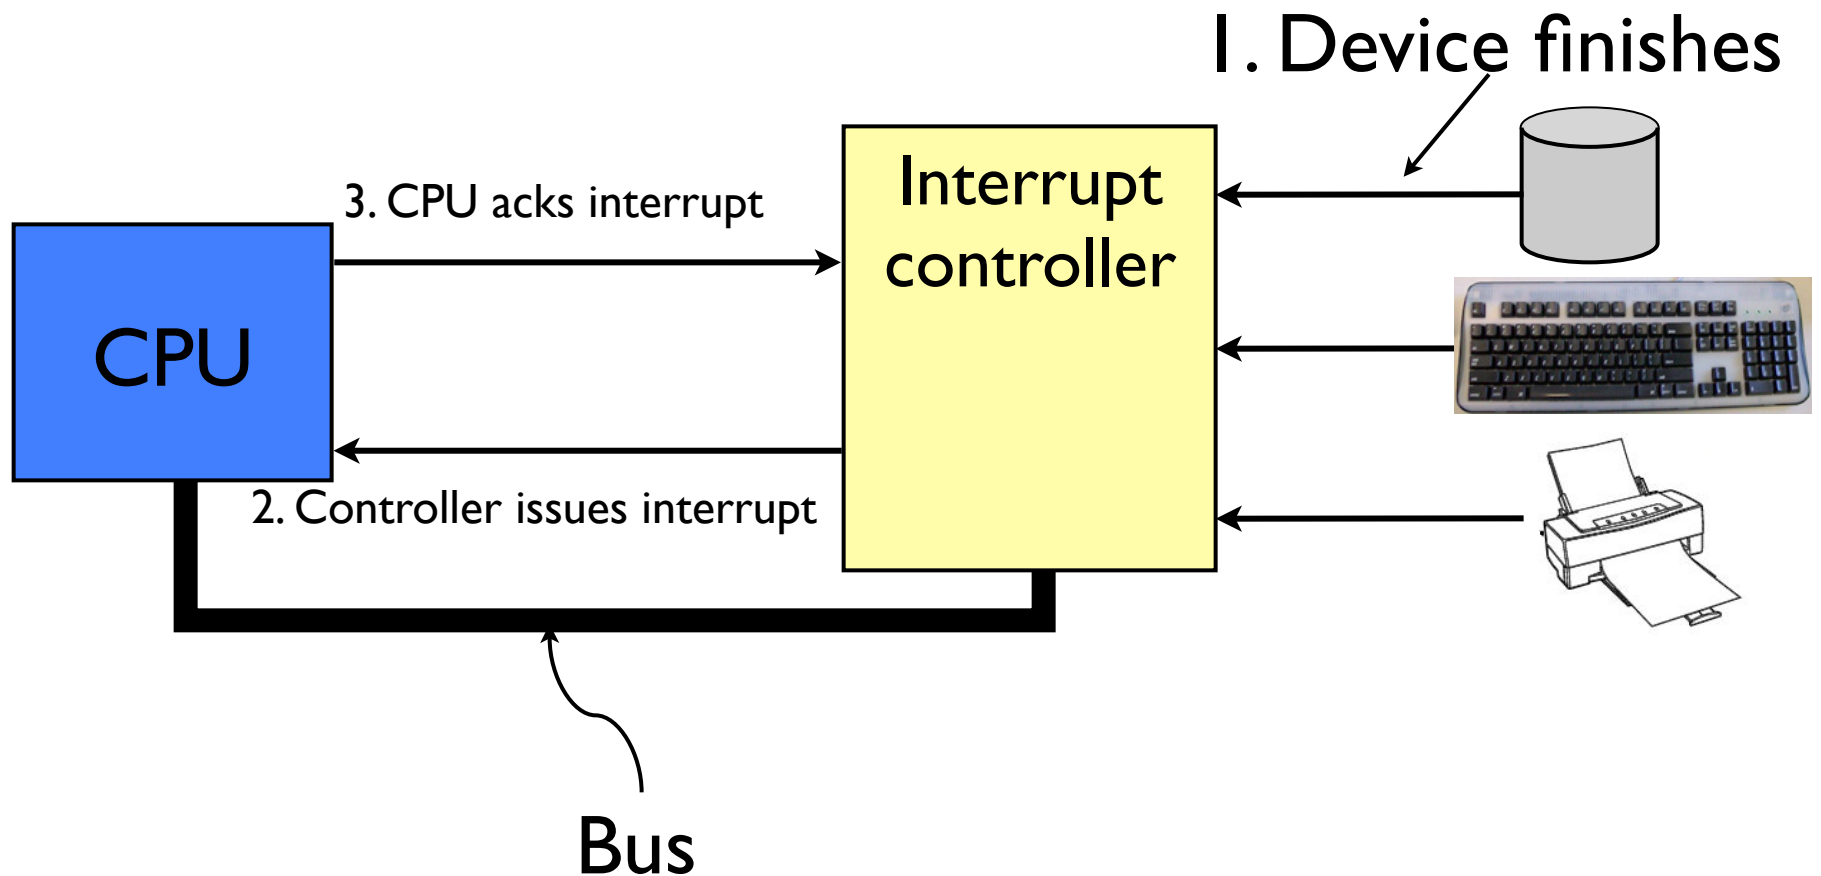 1. Device finishes
3. CPU acks interrupt
Interrupt
controller
CPU
2. Controller issues interrupt
Bus